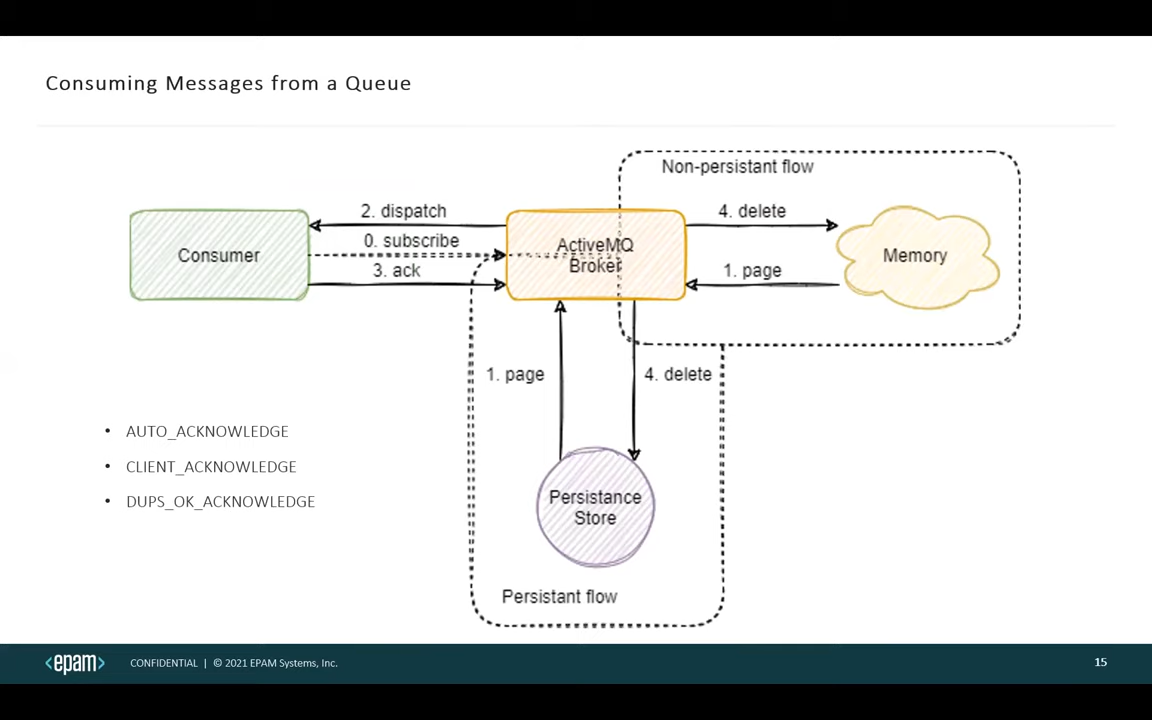 Consuming Messages from a Queue
Non-persistant flow
2. dispatch
4. delete
0. subscribe
Consumer
ActiveMQ
Broker
Memory
3. ack
1. page
1. page
4. delete
• AUTO_ACKNOWLEDGE
• CLIENT_ACKNOWLEDGE
• DUPS_OK_ACKNOWLEDGE
Persistance
Store
Persistant flow
<epam> CONFIDENTIAL | © 2021 EPAM Systems, Inc. 15